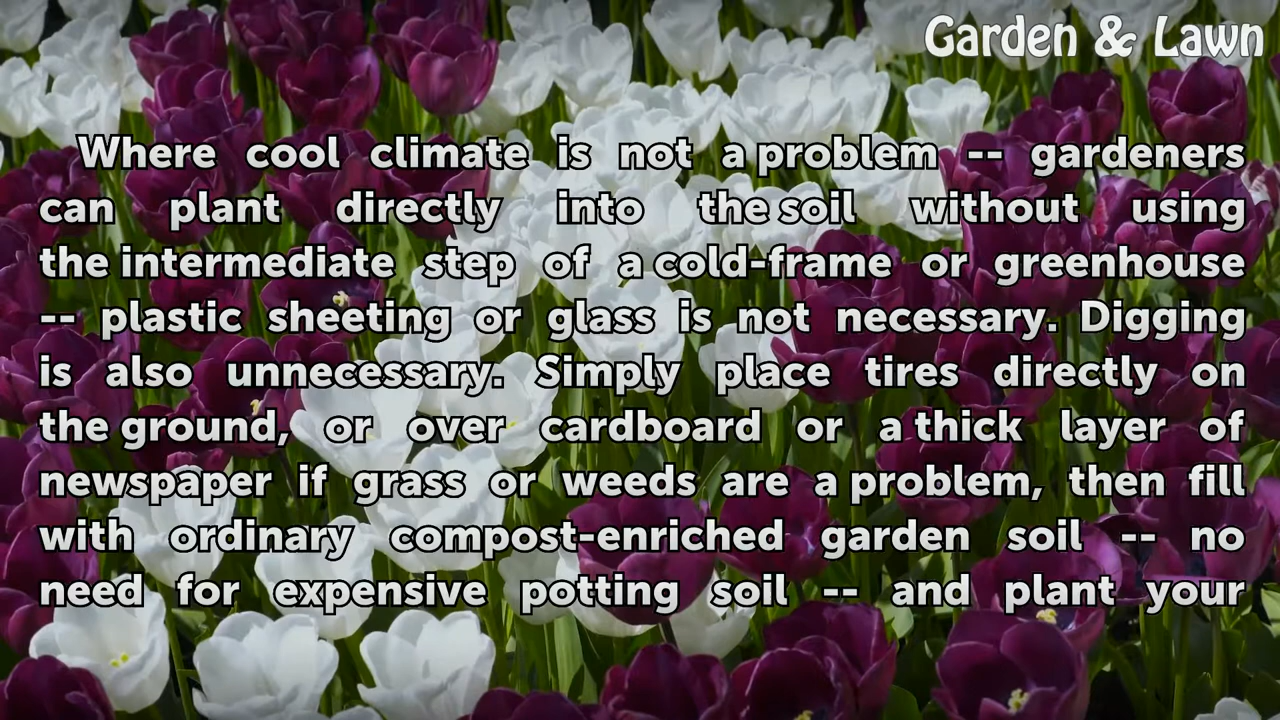 Garden & Lawn
Where cool climate is not a problem -- gardeners
can plant directly into the soil without using
the intermediate step of a cold-frame or greenhouse
-- plastic sheeting or glass is not necessary. Digging
is also unnecessary. Simply place tires directly on
the ground, or over cardboard or a thick layer of
newspaper if grass or weeds are a problem, then fill
with ordinary compost-enriched garden soil -- no
need for expensive potting soil -- and plant your